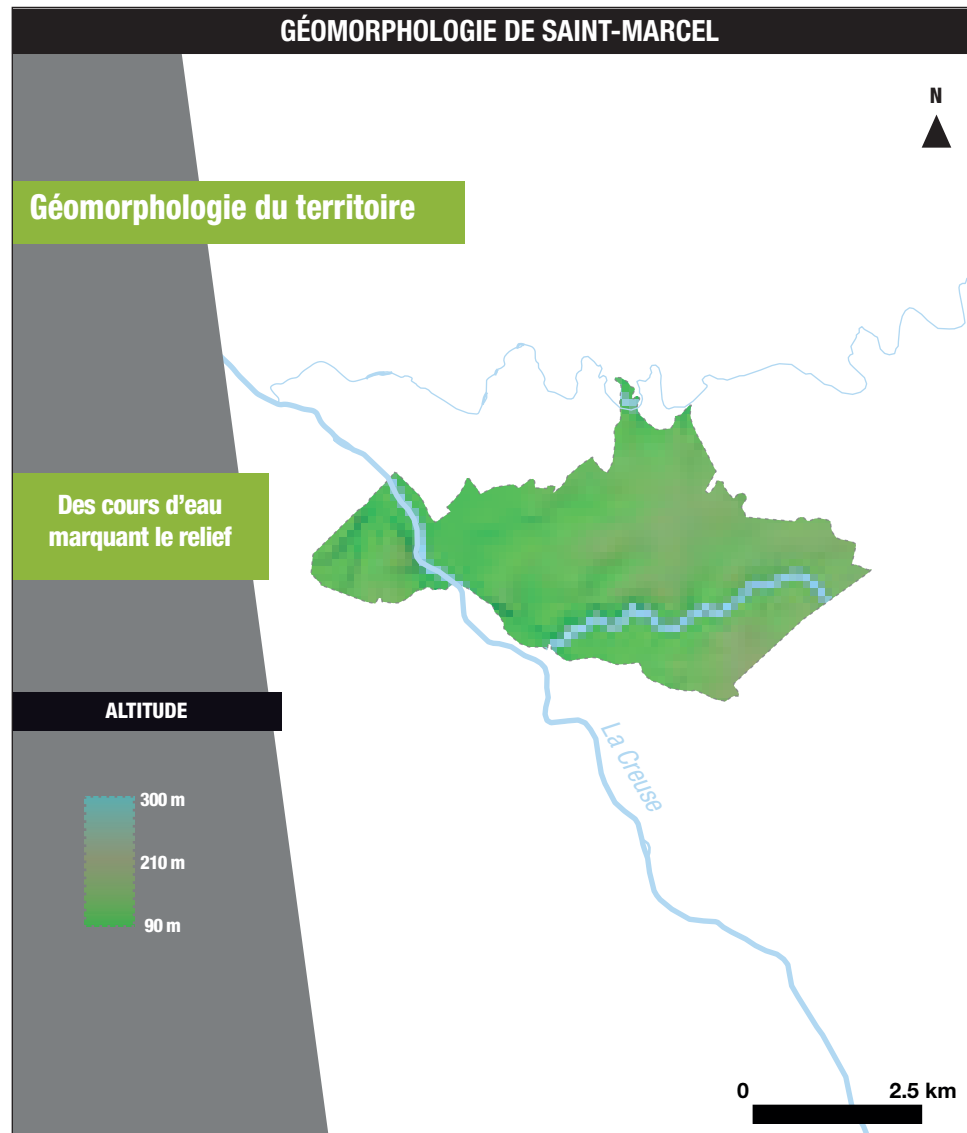 GÉOMORPHOLOGIE DE SAINT-MARCEL
N
Géomorphologie du territoire
Des cours d’eau
marquant le relief
ALTITUDE
300 m
210 m
90 m
La Creuse
0 2.5 km